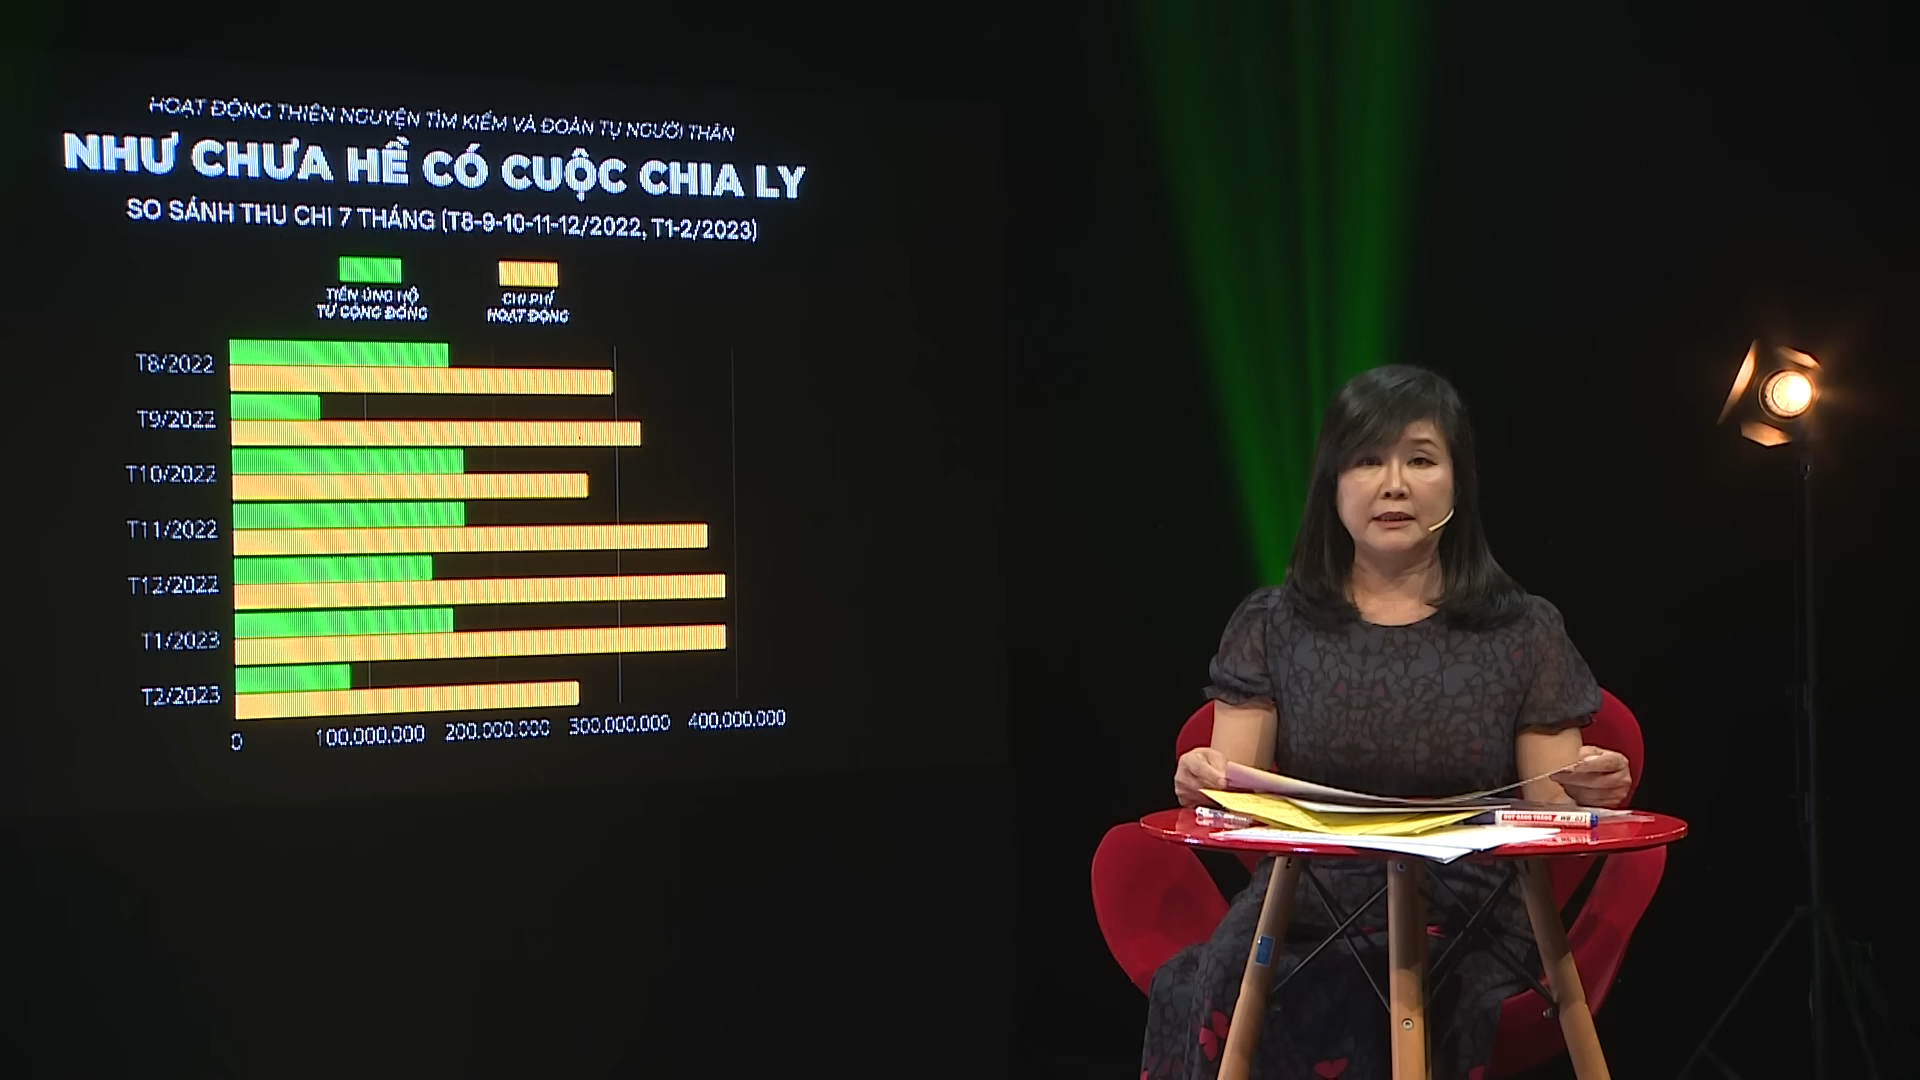 HOẠT ĐỘNG THIỆN NGUYỆN TÌM KIẾM VÀ ĐOÀN TỤ NGƯỜI THÂN
NHƯ CHƯA HỀ CÓ CUỘC CHIA LY
SO SÁNH THU CHI 7 THÁNG (T8-9-10-11-12/2022, T1-2/2023)
TIỀN ỦNG HỘ
TỪ CỘNG ĐỒNG
CHI PHÍ
HOẠT ĐỘNG
T8/2022
T9/2022
T10/2022
T11/2022
T12/2022
T1/2023
T2/2023
0 100.000.000 200.000.000 300.000.000 400.000.000
WB-03